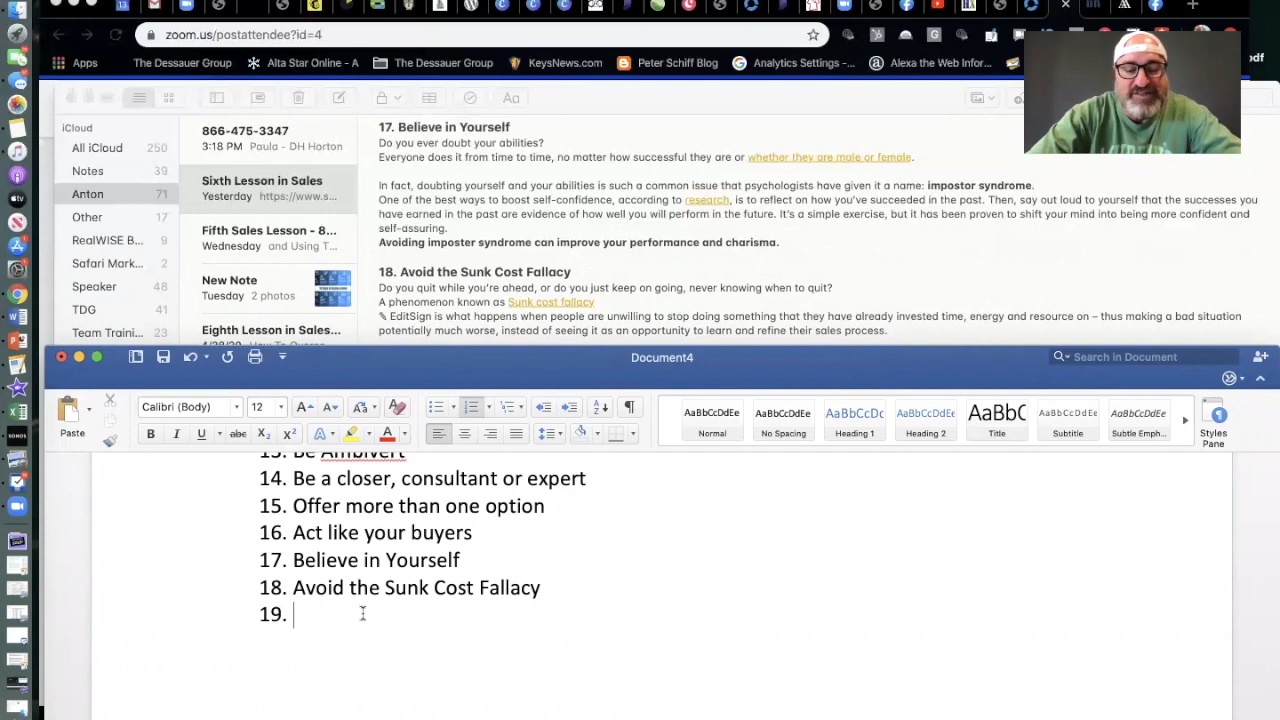 13
zoom.us/postattendee?id=4
Apps
The Dessauer Group
Alta Star Online - A
The Dessauer Group
KeysNews.com
Peter Schiff Blog
Analytics Settings -...
Alexa the Web Infor...
pdf
Aa
iCloud
All iCloud 250
Notes 39
Anton 71
Other 17
RealWISE B... 9
Safari Mark... 2
Speaker 48
TDG 41
Team Traini... 33
866-475-3347
3:18 PM Paula - DH Horton
Sixth Lesson in Sales
Yesterday https://www.s...
Fifth Sales Lesson - 8...
Wednesday and Using T...
New Note
Tuesday 2 photos
Eighth Lesson in Sales...
17. Believe in Yourself
Do you ever doubt your abilities?
Everyone does it from time to time, no matter how successful they are or whether they are male or female.
In fact, doubting yourself and your abilities is such a common issue that psychologists have given it a name: impostor syndrome.
One of the best ways to boost self-confidence, according to research, is to reflect on how you've succeeded in the past. Then, say out loud to yourself that the successes you
have earned in the past are evidence of how well you will perform in the future. It's a simple exercise, but it has been proven to shift your mind into being more confident and
self-assuring.
Avoiding imposter syndrome can improve your performance and charisma.
18. Avoid the Sunk Cost Fallacy
Do you quit while you're ahead, or do you just keep on going, never knowing when to quit?
A phenomenon known as Sunk cost fallacy
% EditSign is what happens when people are unwilling to stop doing something that they have already invested time, energy and resource on – thus making a bad situation
potentially much worse, instead of seeing it as an opportunity to learn and refine their sales process.
Document4
Search in Document
Paste
Calibri (Body)
12
AaBbCcDdEe
Normal
AaBbCcDdEe
No Spacing
AaBbCcDc
Heading 1
AaBbCcDdEe
Heading 2
AaBbC
Title
AaBbCcDdEe
Subtitle
AaBbCcDdEe
Subtle Emph...
Styles
Pane
13. Be Ambivert
14. Be a closer, consultant or expert
15. Offer more than one option
16. Act like your buyers
17. Believe in Yourself
18. Avoid the Sunk Cost Fallacy
19.